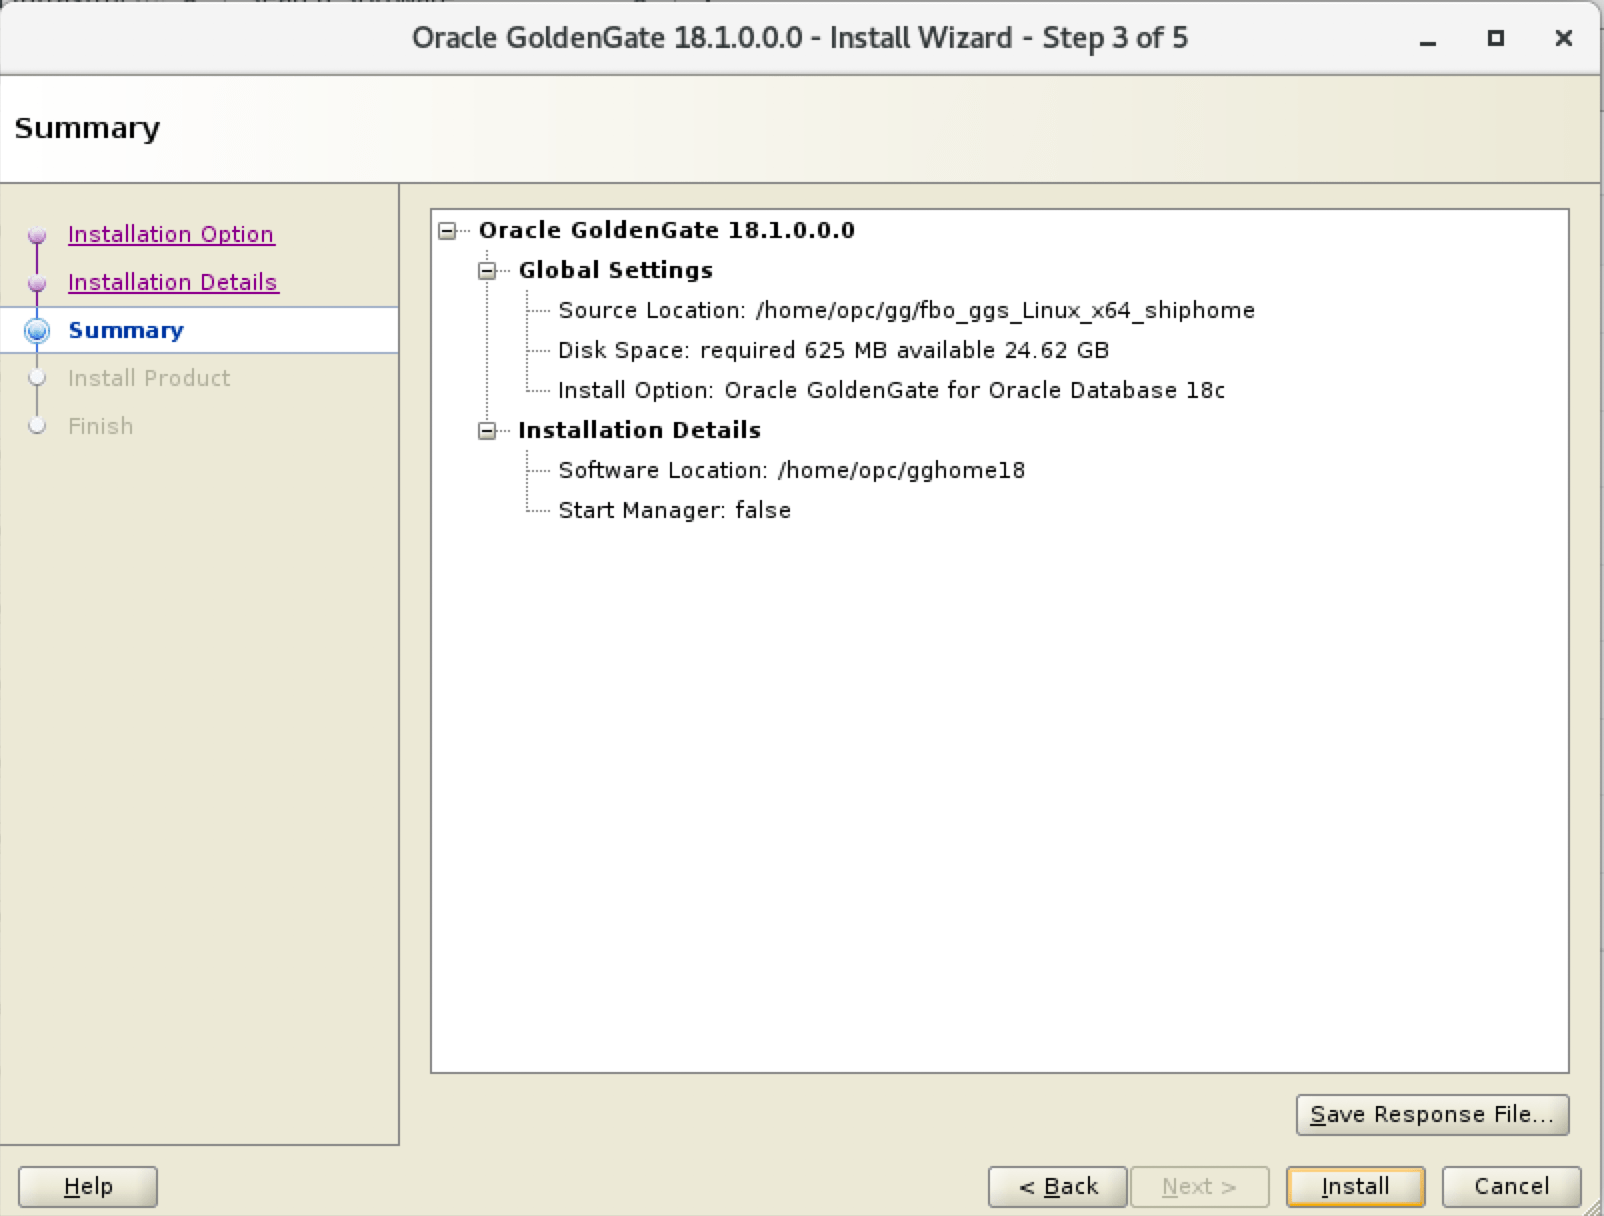 Oracle GoldenGate 18.1.0.0.0 - Install Wizard - Step 3 of 5
Summary
Installation Option
Installation Details
Summary
Install Product
Finish
Oracle GoldenGate 18.1.0.0.0
Global Settings
Source Location: /home/opc/gg/fbo_ggs_Linux_x64_shiphome
Disk Space: required 625 MB available 24.62 GB
Install Option: Oracle GoldenGate for Oracle Database 18c
Installation Details
Software Location: /home/opc/gghome18
Start Manager: false
Save Response File...
Help
< Back
Next >
Install
Cancel